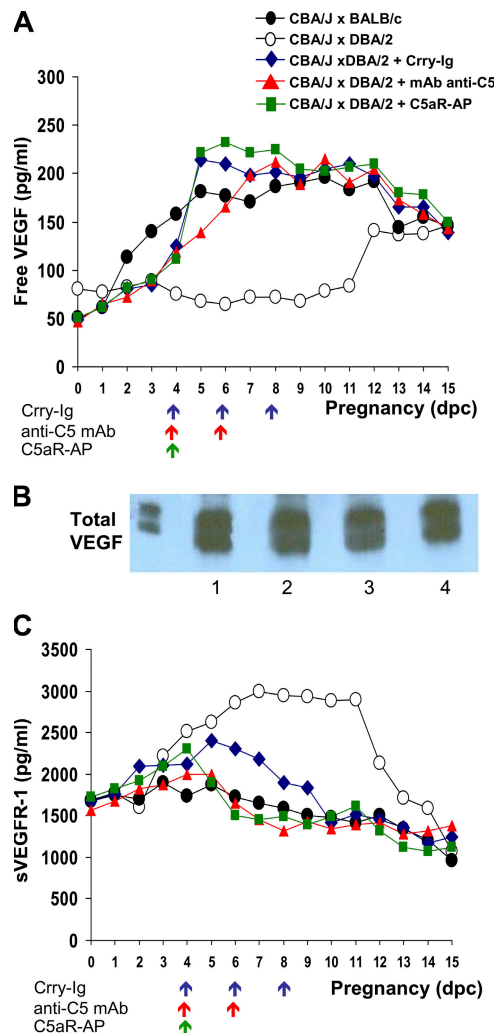 A
CBA/J x BALB/c
CBA/J x DBA/2
CBA/J xDBA/2 + Crry-Ig
CBA/J x DBA/2 + mAb anti-C5
CBA/J x DBA/2 + C5aR-AP
Free VEGF (pg/ml)
300
250
200
150
100
50
0
0 1 2 3 4 5 6 7 8 9 10 11 12 13 14 15
Pregnancy (dpc)
Crry-Ig
anti-C5 mAb
C5aR-AP
B
Total
VEGF
1 2 3 4
C
sVEGFR-1 (pg/ml)
3500
3000
2500
2000
1500
1000
500
0
0 1 2 3 4 5 6 7 8 9 10 11 12 13 14 15
Crry-Ig
Pregnancy (dpc)
anti-C5 mAb
C5aR-AP